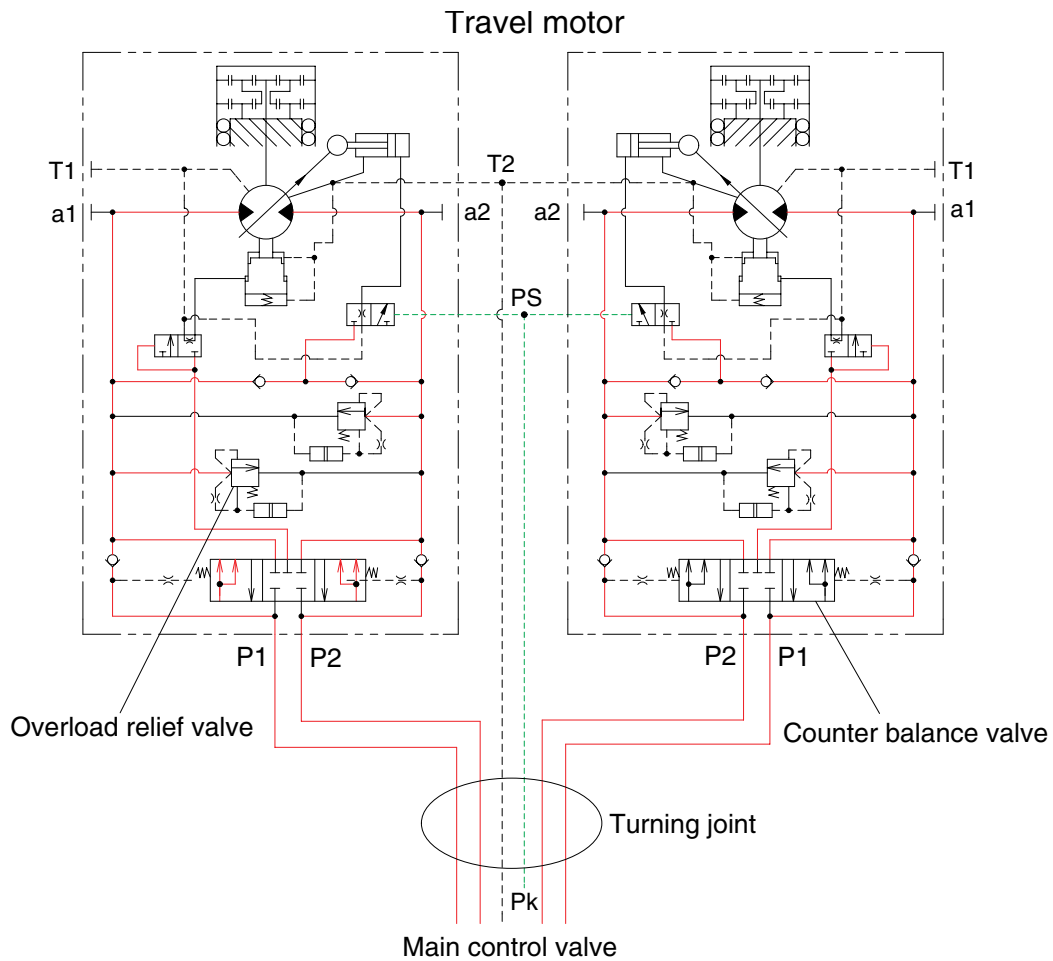 Travel motor
T1
T2
T1
a1
a2
a2
a1
PS
P1
P2
P2
P1
Overload relief valve
Counter balance valve
Turning joint
Pk
Main control valve